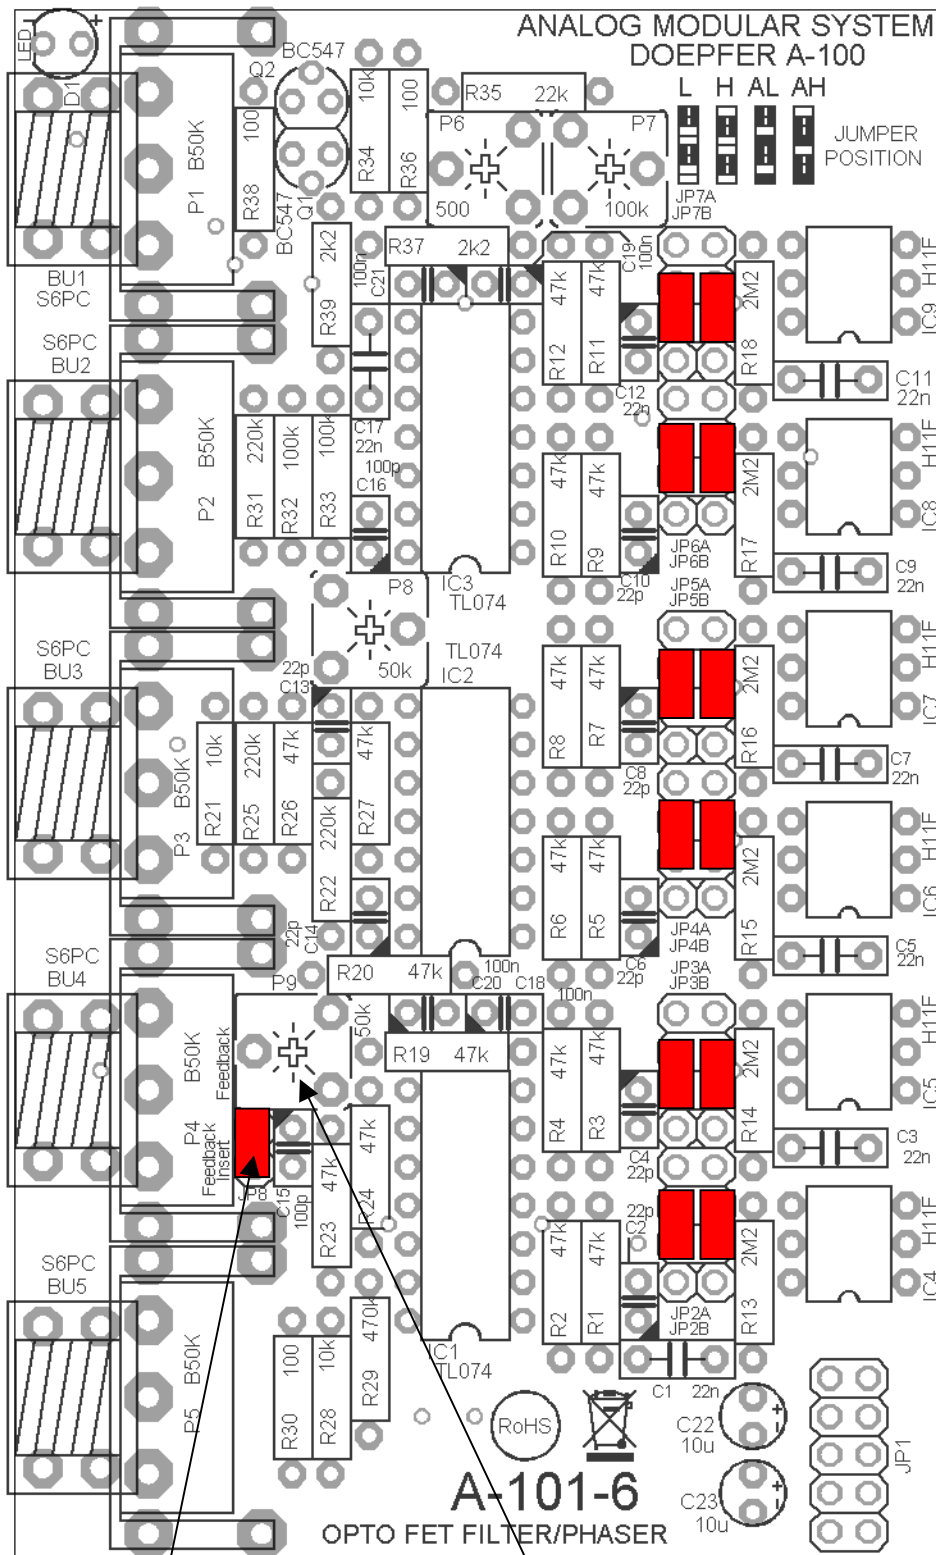 ANALOG MODULAR SYSTEM
DOEPFER A-100
L H AL AH
JUMPER
POSITION
JP7A
JP7B
LED
+
D1
BC547
Q2
BC547
Q1
10k
R34
100
R36
R35 22k
P6
500
P7
100k
P1
B50K
100
R38
BU1
S6PC
2k2
R39
100n
C21
R37 2k2
C19
100n
47k
R12
47k
R11
C12
22n
2M2
R18
H11F
IC9
C11
22n
S6PC
BU2
P2
B50K
220k
R31
100k
R32
100k
R33
C17
22n
100p
C16
IC3
TL074
47k
R10
47k
R9
C10
22p
JP6A
JP6B
JP5A
JP5B
2M2
R17
H11F
IC8
C9
22n
P8
50k
TL074
IC2
S6PC
BU3
P3
B50K
10k
R21
220k
R25
47k
R26
22p
C13
220k
R22
47k
R27
22p
C14
47k
R8
47k
R7
C8
22p
2M2
R16
H11F
IC7
C7
22n
47k
R6
47k
R5
C6
22p
JP4A
JP4B
JP3A
JP3B
2M2
R15
H11F
IC6
C5
22n
S6PC
BU4
P4
B50K
Feedback
Feedback
Insert
JP8
P9
50k
R20 47k
100n
C20 C18
100n
R19 47k
C15
100p
47k
R23
47k
R24
47k
R4
47k
R3
C4
22p
2M2
R14
H11F
IC5
C3
22n
22p
C2
47k
R2
47k
R1
JP2A
JP2B
2M2
R13
H11F
IC4
C1 22n
S6PC
BU5
P5
B50K
100
R30
10k
R28
470k
R29
IC1
TL074
RoHS
C22
10u
+
-
C23
10u
+
-
JP1
A-101-6
OPTO FET FILTER/PHASER